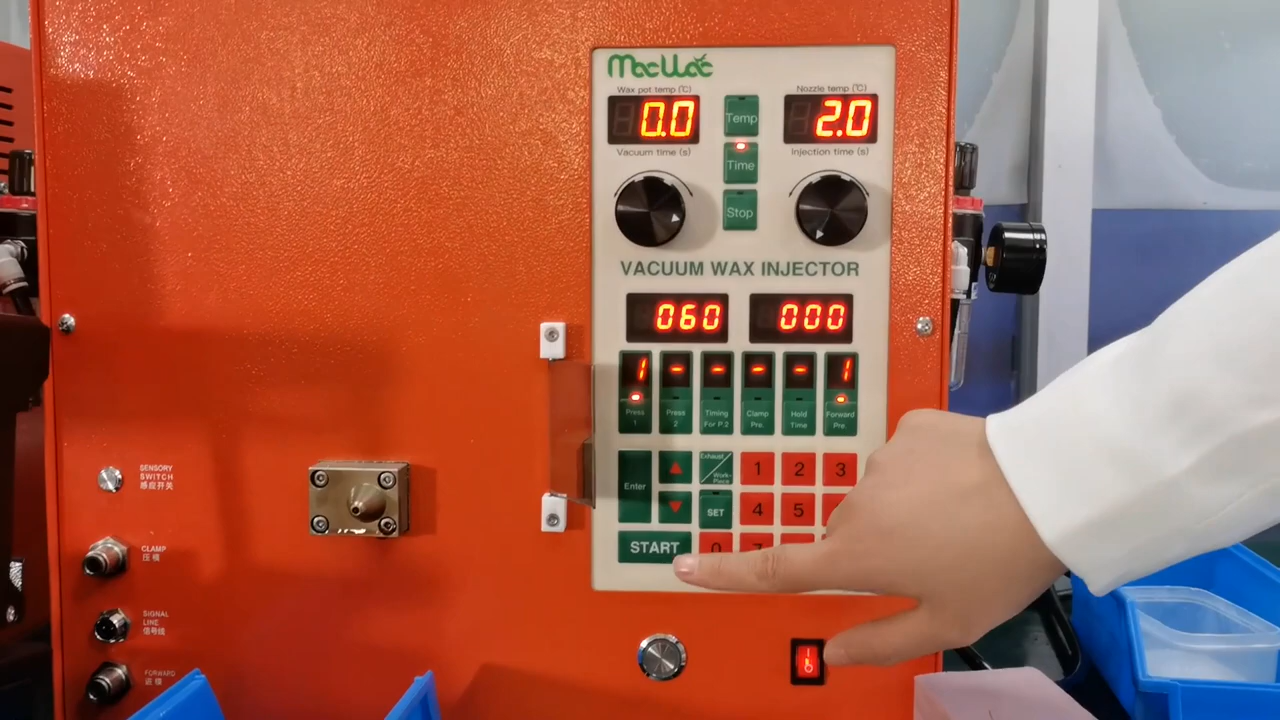 MacVac
Wax pot temp (℃)
Nozzle temp (℃)
0.0
Temp
2.0
Vacuum time (s)
Injection time (s)
Time
Stop
VACUUM WAX INJECTOR
060
000
1 - - - - 1
Press 1
Press 2
Timing For P.2
Clamp Pre.
Hold Time
Forward Pre.
Enter
▲
Exhaust/Work-Piece
1
2
3
▼
SET
4
5
START
0
7
SENSORY
SWITCH
感应开关
CLAMP
压模
SIGNAL
LINE
信号线
FORWARD
送模